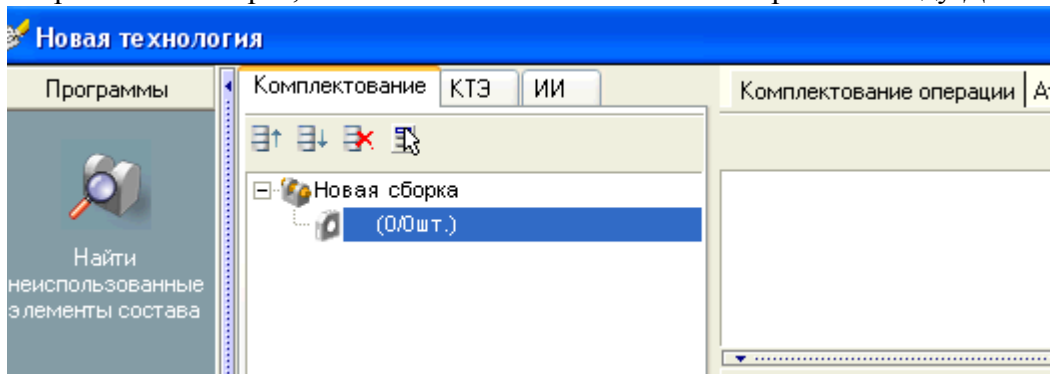 Новая технология
Программы
Комплектование КТЭ ИИ
Комплектование операции
Новая сборка
(0/0шт.)
Найти
неиспользованные
элементы состава